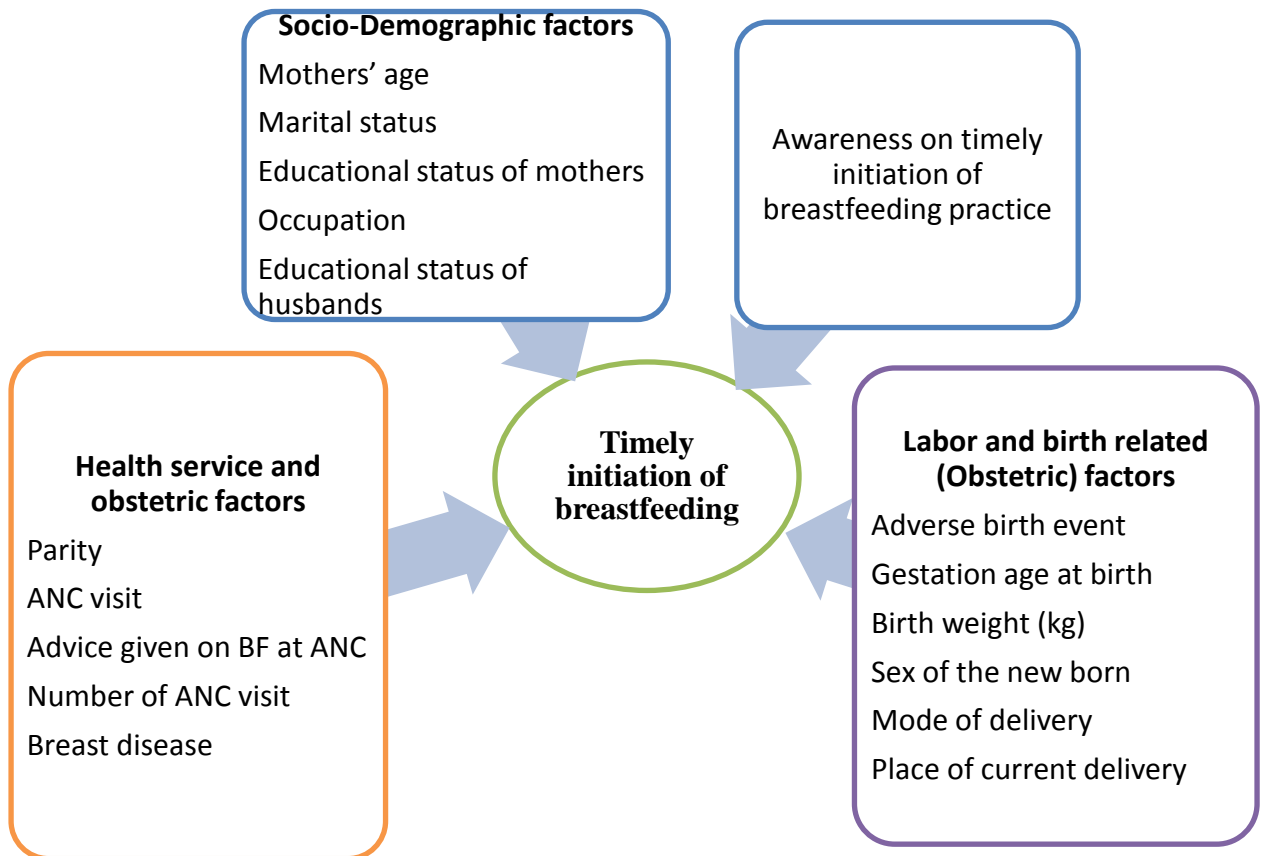 Socio-Demographic factors
Mothers' age
Marital status
Educational status of mothers
Occupation
Educational status of
husbands
Awareness on timely
initiation of
breastfeeding practice
Health service and
obstetric factors
Parity
ANC visit
Advice given on BF at ANC
Number of ANC visit
Breast disease
Timely
initiation of
breastfeeding
Labor and birth related
(Obstetric) factors
Adverse birth event
Gestation age at birth
Birth weight (kg)
Sex of the new born
Mode of delivery
Place of current delivery